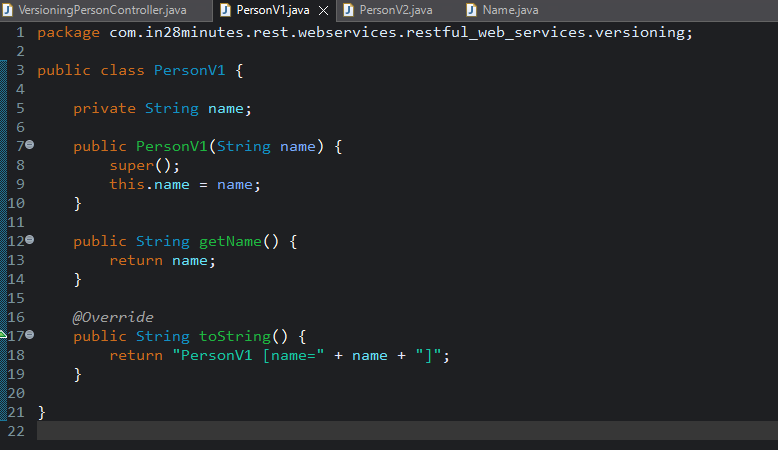 VersioningPersonController.java PersonV1.java PersonV2.java Name.java
1 package com.in28minutes.rest.webservices.restful_web_services.versioning;
2
3 public class PersonV1 {
4
5     private String name;
6
7     public PersonV1(String name) {
8         super();
9         this.name = name;
10     }
11
12     public String getName() {
13         return name;
14     }
15
16     @Override
17     public String toString() {
18         return "PersonV1 [name=" + name + "]";
19     }
20
21 }
22